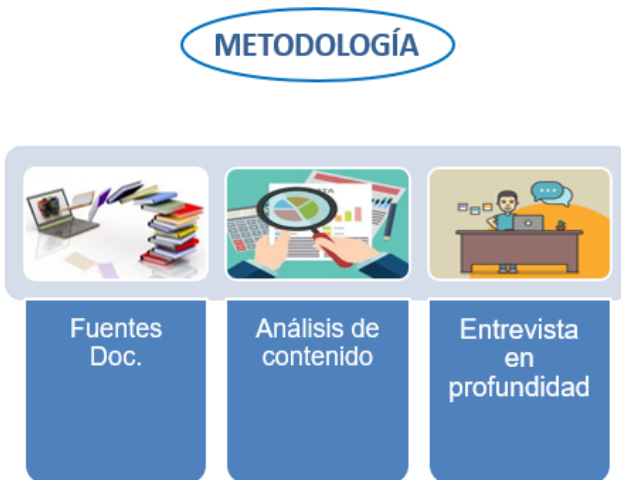 METODOLOGÍA
Fuentes
Doc.
Análisis de
contenido
Entrevista
en
profundidad